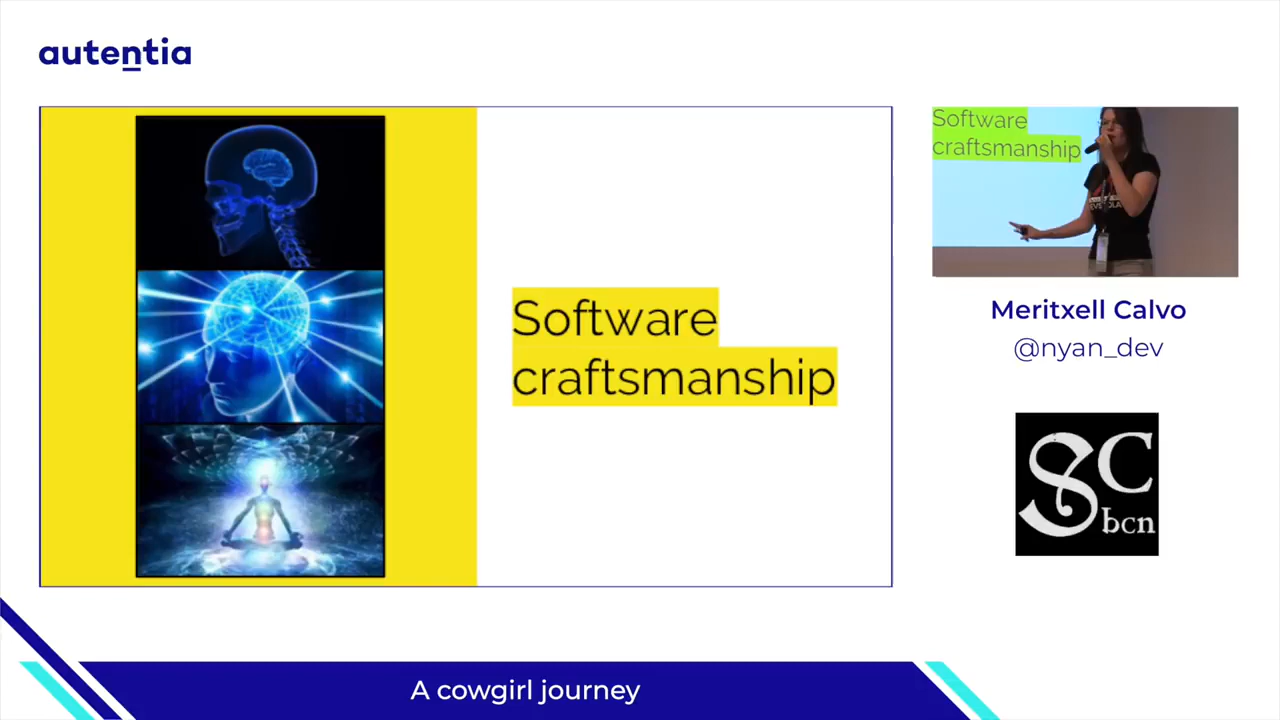 autentia
Software
craftsmanship
Software
craftsmanship
Meritxell Calvo
@nyan_dev
SC
bcn
A cowgirl journey